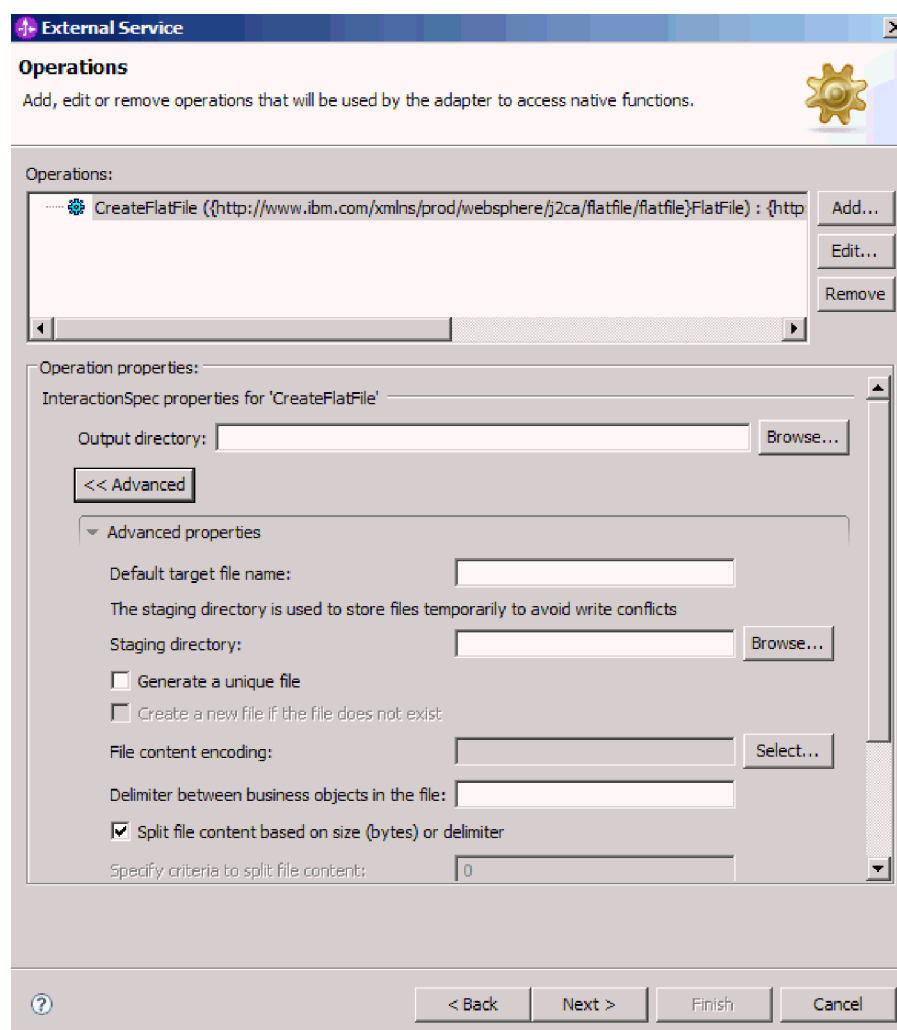 External Service
Operations
Add, edit or remove operations that will be used by the adapter to access native functions.
Operations:
CreateFlatFile ({http://www.ibm.com/xmlns/prod/websphere/j2ca/flatfile/flatfile}FlatFile) : {http
Add...
Edit...
Remove
Operation properties:
InteractionSpec properties for 'CreateFlatFile'
Output directory:
Browse...
<< Advanced
Advanced properties
Default target file name:
The staging directory is used to store files temporarily to avoid write conflicts
Staging directory:
Browse...
Generate a unique file
Create a new file if the file does not exist
File content encoding:
Select...
Delimiter between business objects in the file:
Split file content based on size (bytes) or delimiter
Specify criteria to split file content:
0
< Back
Next >
Finish
Cancel